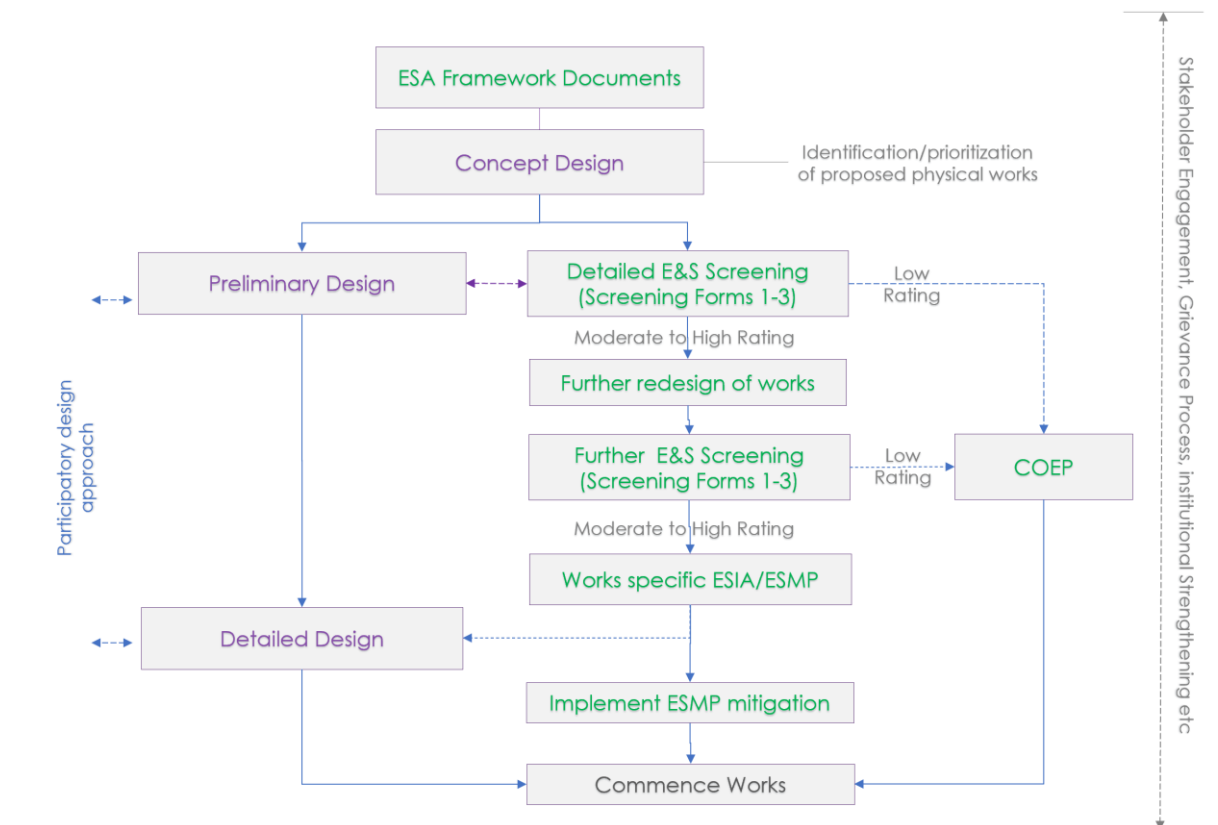 ESA Framework Documents
Concept Design
Identification/prioritization
of proposed physical works
Preliminary Design
Detailed E&S Screening
(Screening Forms 1-3)
Low
Rating
Moderate to High Rating
Further redesign of works
Further E&S Screening
(Screening Forms 1-3)
Low
Rating
COEP
Moderate to High Rating
Works specific ESIA/ESMP
Detailed Design
Implement ESMP mitigation
Commence Works
Participatory design
approach
Stakeholder Engagement, Grievance Process, institutional Strengthening etc